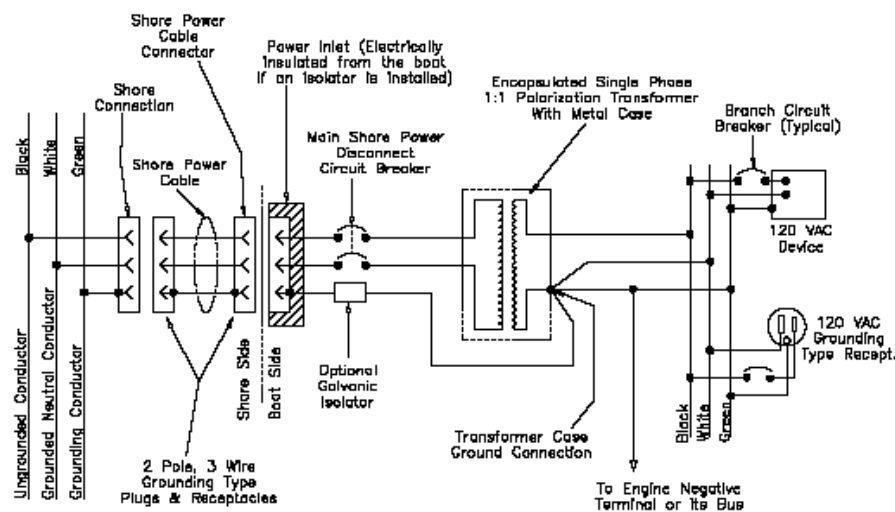 Shore Power
Cable
Connector
Power Inlet (Electrically
Insulated from the boat
if an Isolator is Installed)
Encapsulated Single Phase
1:1 Polarization Transformer
With Metal Case
Shore
Connection
Branch Circuit
Breaker (Typical)
Main Shore Power
Disconnect
Circuit Breaker
Black
White
Green
Shore Power
Cable
120 VAC
Device
120 VAC
Grounding
Type Recept.
Optional
Galvanic
Isolator
Shore Side
Boat Side
Ungrounded Conductor
Grounded Neutral Conductor
Grounding Conductor
Black
White
Green
Transformer Case
Ground Connection
2 Pole, 3 Wire
Grounding Type
Plugs & Receptacles
To Engine Negative
Terminal or Its Bus